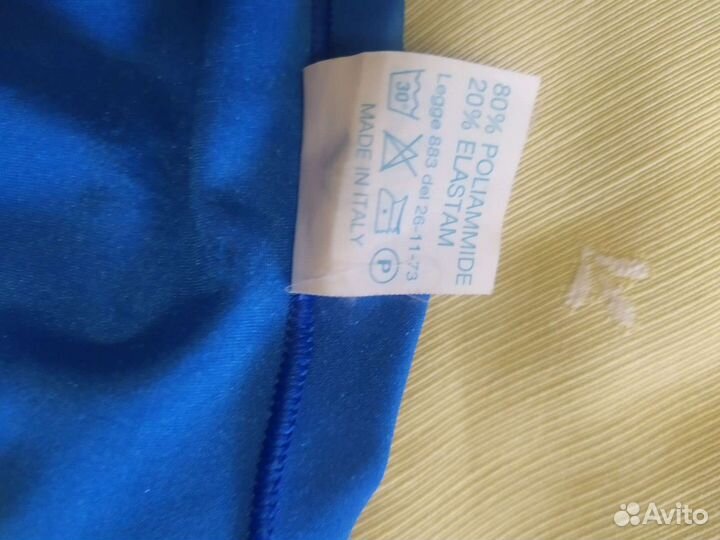 80% POLIAMMIDE
20% ELASTAM
Legge 883 del 26-11-73
30° P
MADE IN ITALY
Avito